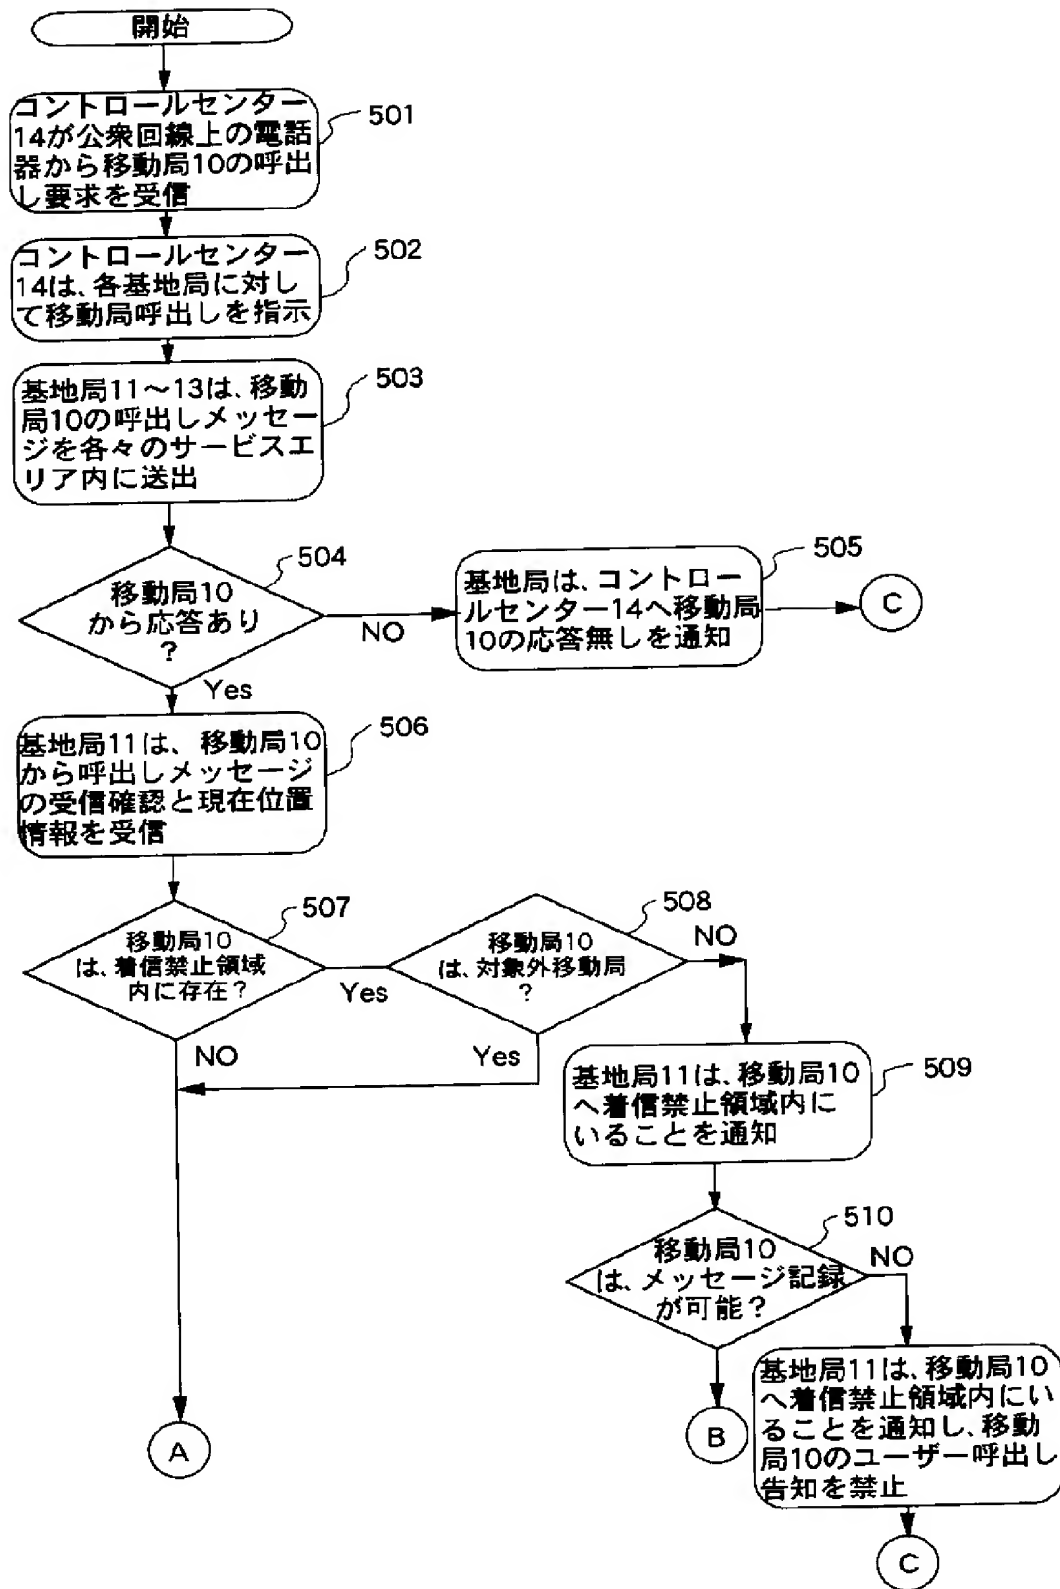 開始
コントロールセンター
14が公衆回線上の電話
器から移動局10の呼出
し要求を受信
501
コントロールセンター
14は、各基地局に対し
て移動局呼出しを指示
502
基地局11～13は、移動
局10の呼出しメッセー
ジを各々のサービスエ
リア内に送出
503
移動局10
から応答あり
?
504
NO
Yes
基地局は、コントロー
ルセンター14へ移動局
10の応答無しを通知
505
C
基地局11は、移動局10
から呼出しメッセージ
の受信確認と現在位置
情報を受信
506
移動局10
は、着信禁止領域
内に存在?
507
Yes
NO
移動局10
は、対象外移動局
?
508
NO
Yes
基地局11は、移動局10
へ着信禁止領域内に
いることを通知
509
移動局10
は、メッセージ記録
が可能?
510
NO
基地局11は、移動局10
へ着信禁止領域内にい
ることを通知し、移動
局10のユーザー呼出し
告知を禁止
A
B
C